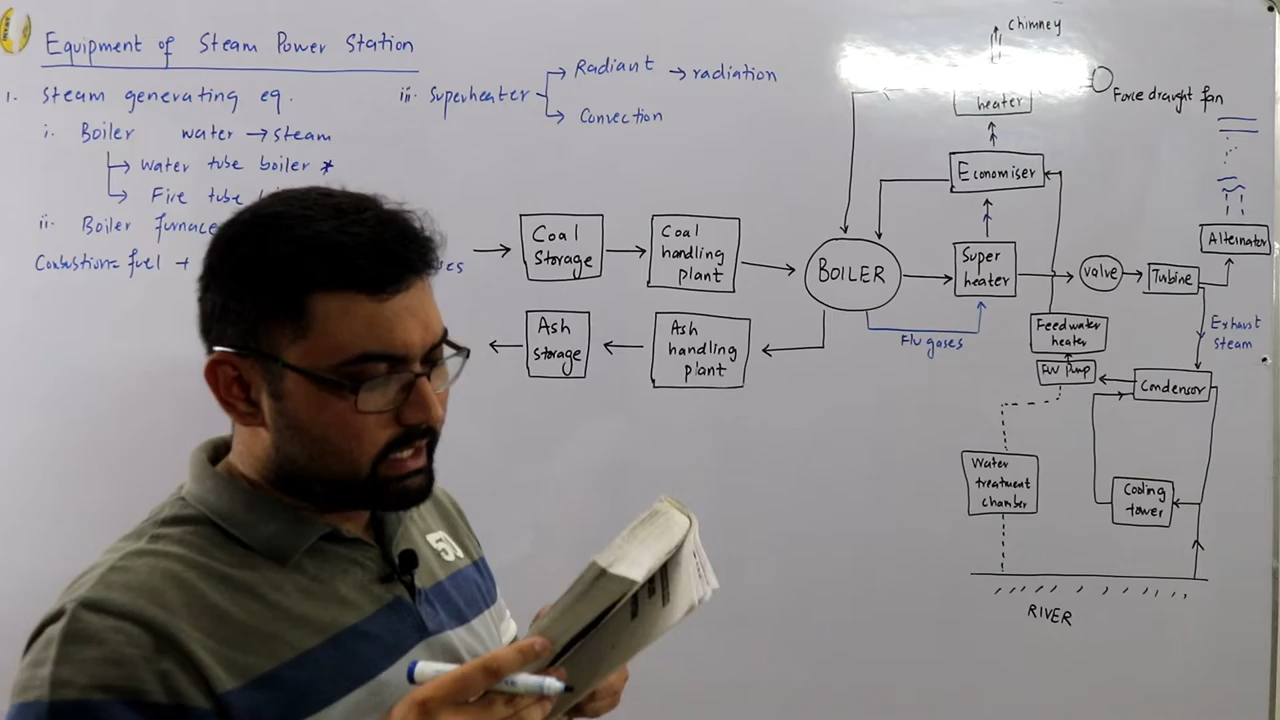 Equipment of Steam Power Station
1. Steam generating eq.
i. Boiler water → steam
→ Water tube boiler *
→ Fire tube
ii. Boiler furnace
Combustion= fuel +
iii. Superheater → Radiant → radiation
→ Convection
chimney
heater
Force draught fan
Economiser
Coal
Storage
Coal
handling
plant
BOILER
Super
heater
valve
Turbine
Alternator
Flu gases
Exhaust
steam
Ash
storage
Ash
handling
plant
Feedwater
heater
FW Pump
Condensor
Water
treatment
chamber
Cooling
tower
RIVER
50